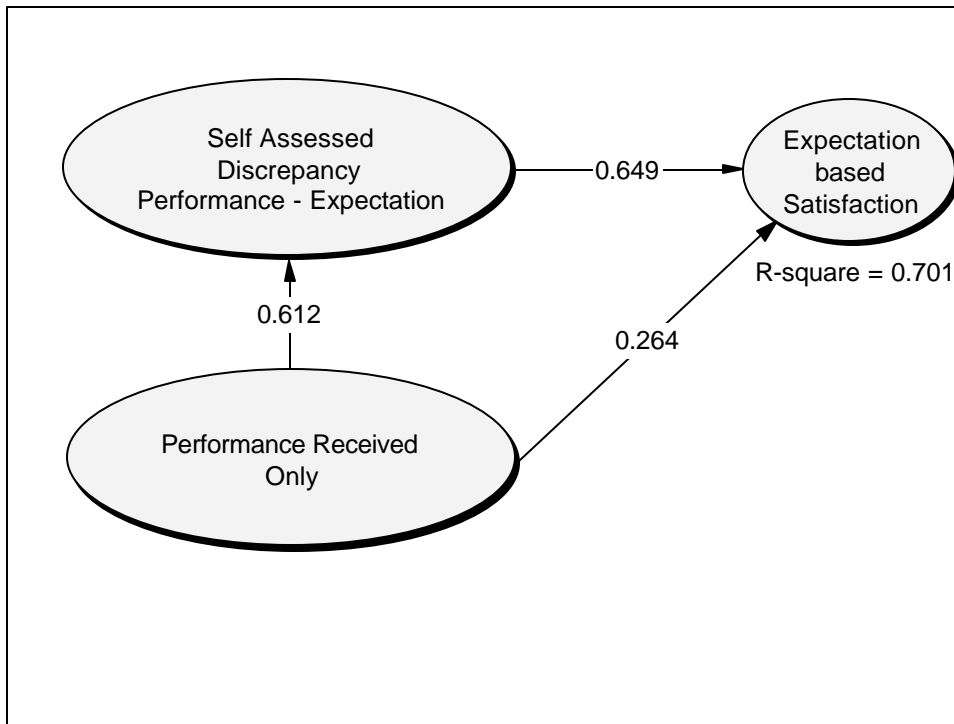 Self Assessed
Discrepancy
Performance - Expectation
Expectation
based
Satisfaction
0.649
R-square = 0.701
0.612
0.264
Performance Received
Only